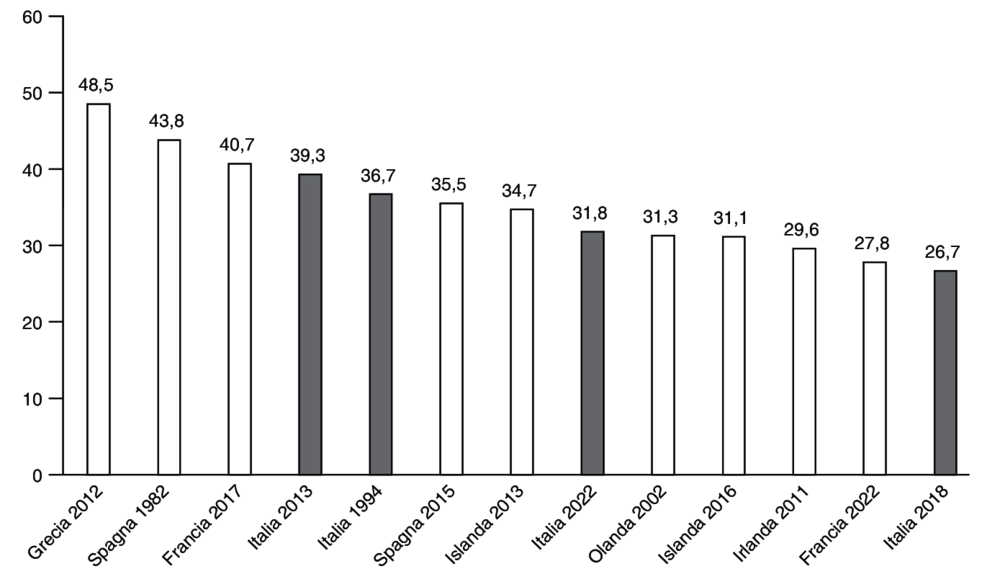 60
50
40
30
20
10
0
48,5
43,8
40,7
39,3
36,7
35,5
34,7
31,8
31,3
31,1
29,6
27,8
26,7
Grecia 2012
Spagna 1982
Francia 2017
Italia 2013
Italia 1994
Spagna 2015
Islanda 2013
Italia 2022
Olanda 2002
Islanda 2016
Irlanda 2011
Francia 2022
Italia 2018